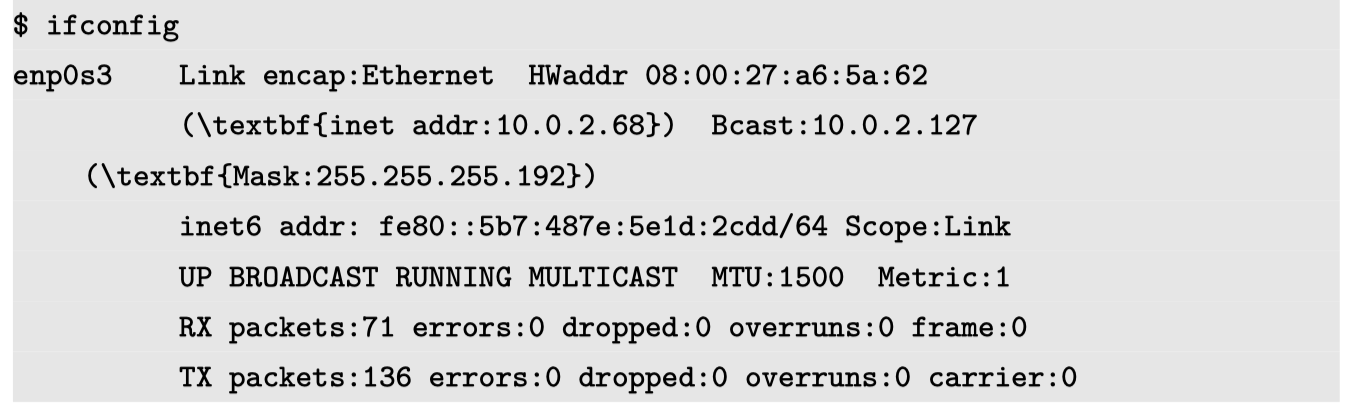 $ ifconfig
enp0s3    Link encap:Ethernet  HWaddr 08:00:27:a6:5a:62
          (\textbf{inet addr:10.0.2.68})  Bcast:10.0.2.127
    (\textbf{Mask:255.255.255.192})
          inet6 addr: fe80::5b7:487e:5e1d:2cdd/64 Scope:Link
          UP BROADCAST RUNNING MULTICAST  MTU:1500  Metric:1
          RX packets:71 errors:0 dropped:0 overruns:0 frame:0
          TX packets:136 errors:0 dropped:0 overruns:0 carrier:0